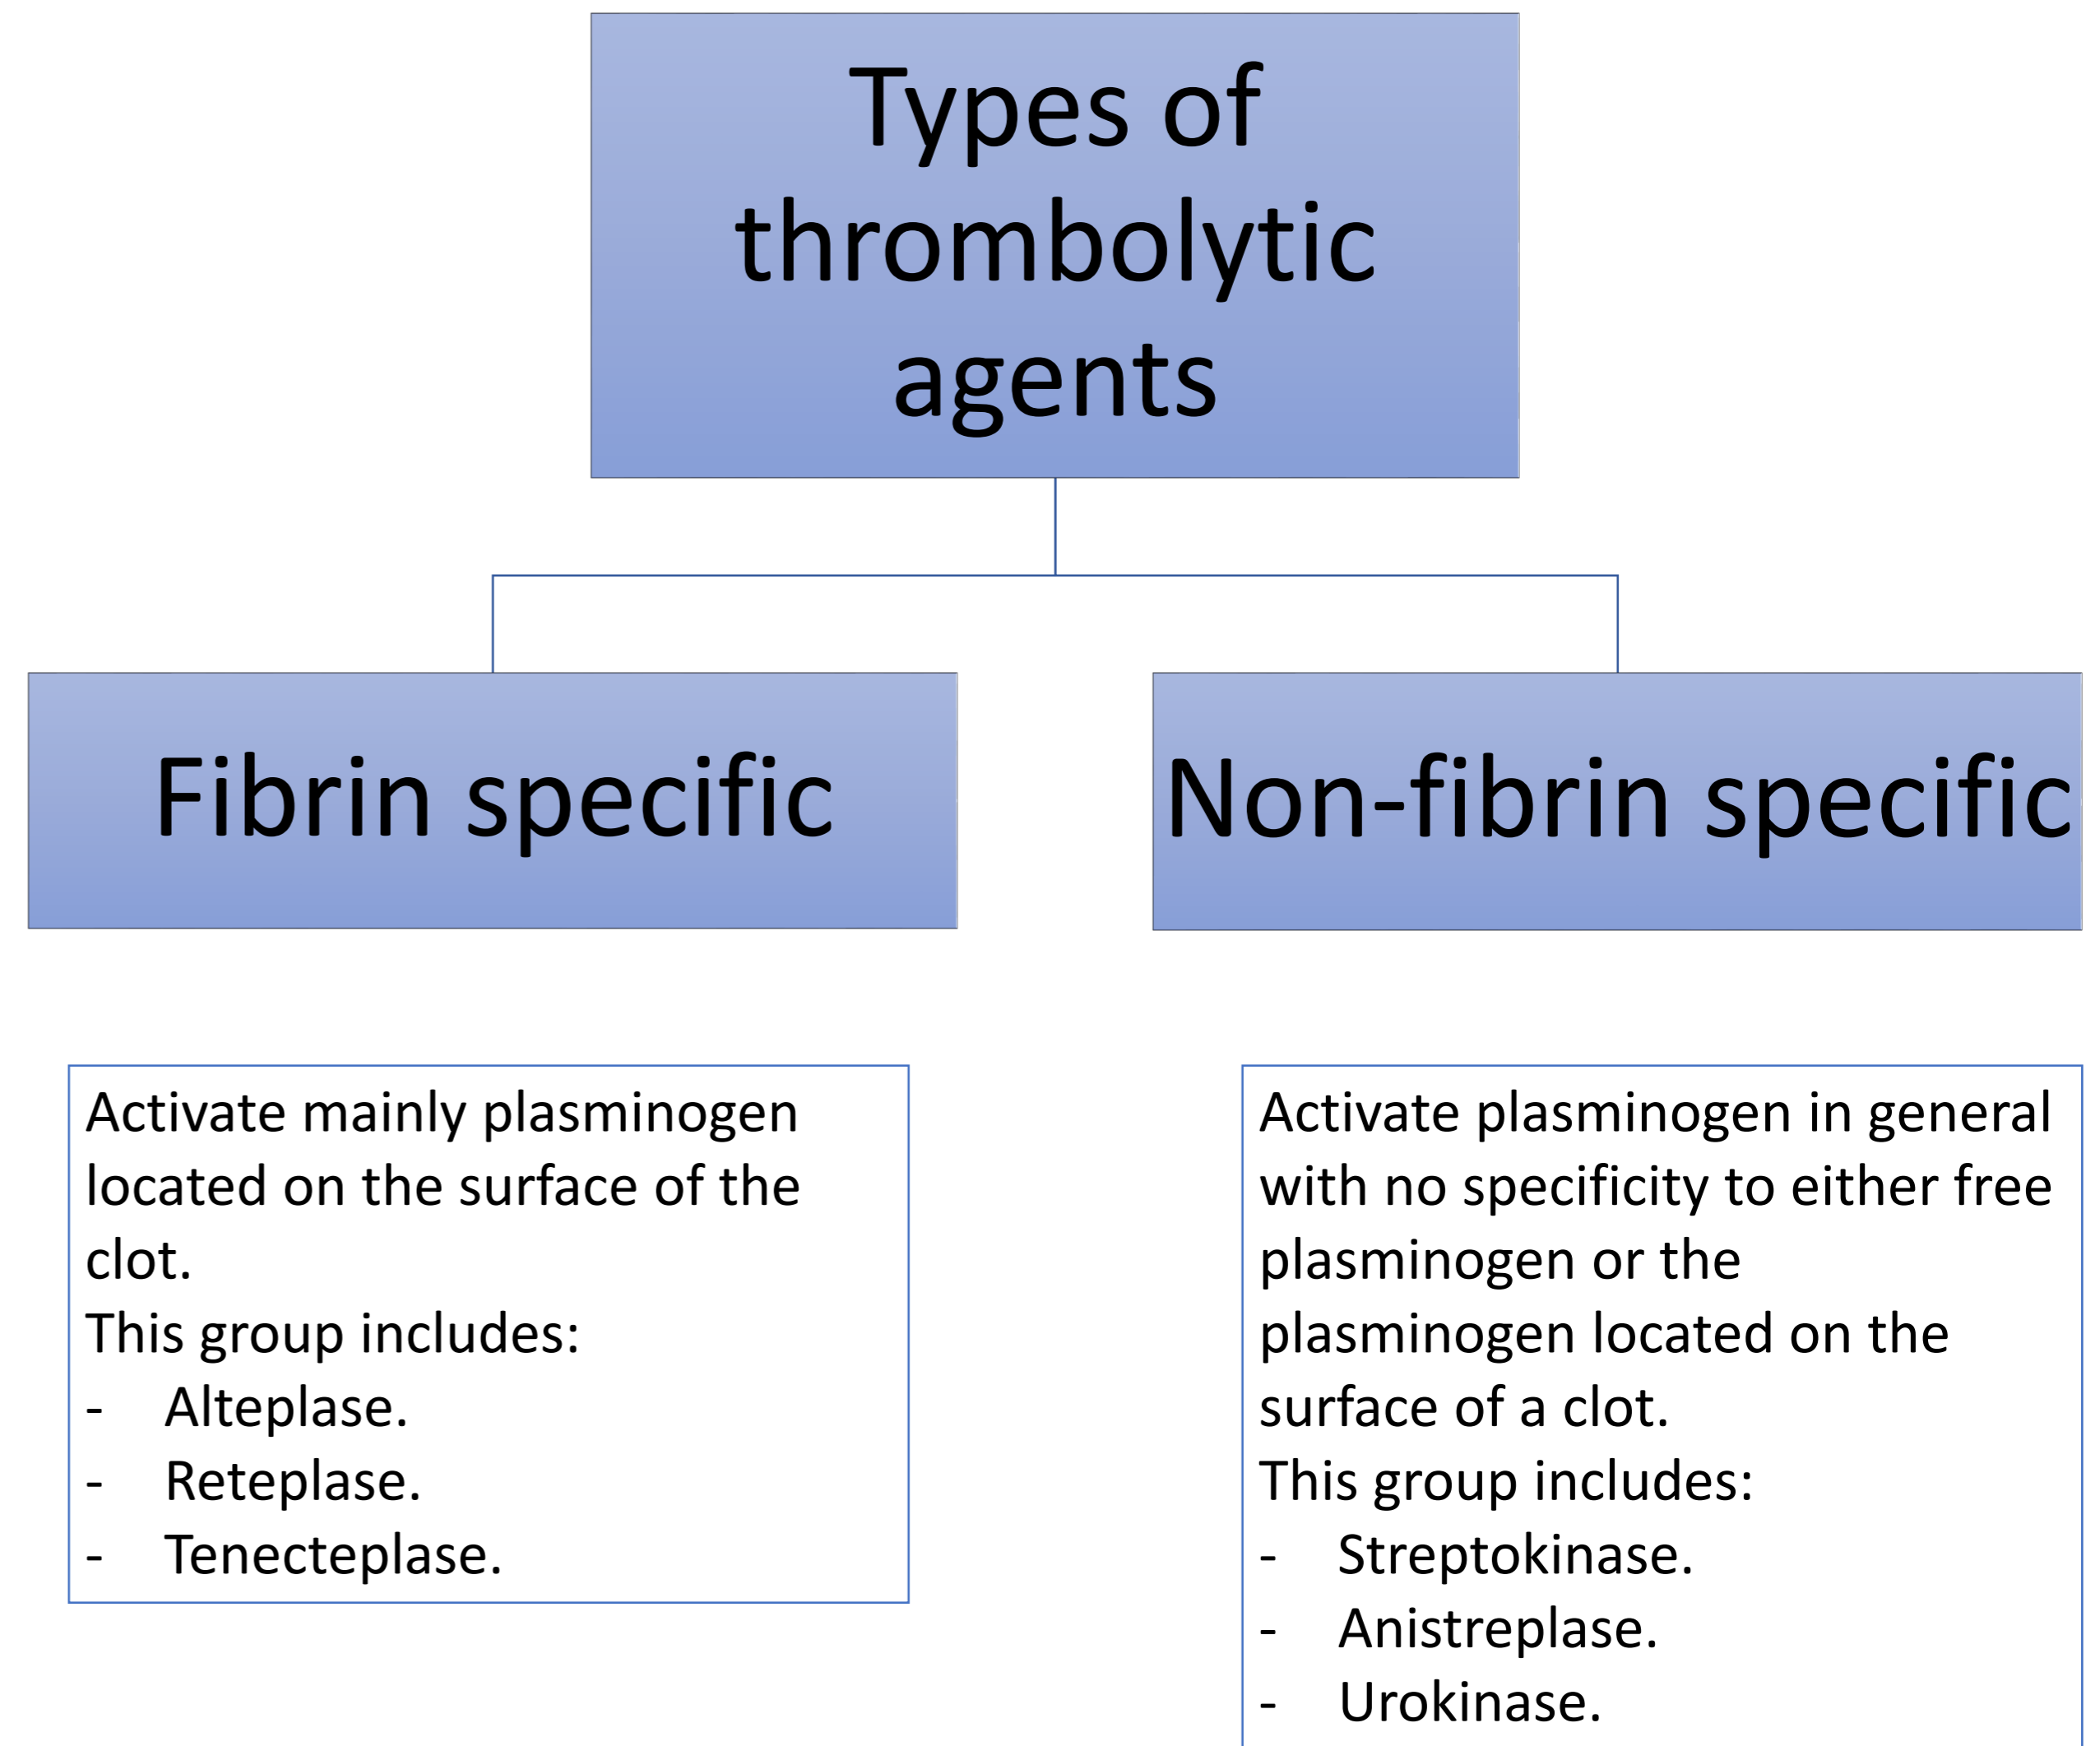 Types of
thrombolytic
agents
Fibrin specific
Non-fibrin specific
Activate mainly plasminogen
located on the surface of the
clot.
This group includes:
- Alteplase.
- Reteplase.
- Tenecteplase.
Activate plasminogen in general
with no specificity to either free
plasminogen or the
plasminogen located on the
surface of a clot.
This group includes:
- Streptokinase.
- Anistreplase.
- Urokinase.